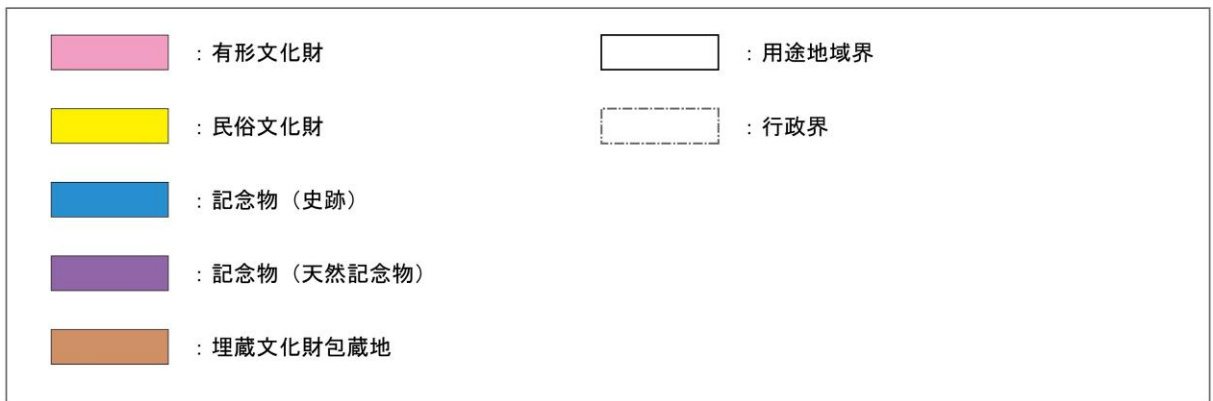 ：有形文化財
：民俗文化財
：記念物（史跡）
：記念物（天然記念物）
：埋蔵文化財包蔵地
：用途地域界
：行政界